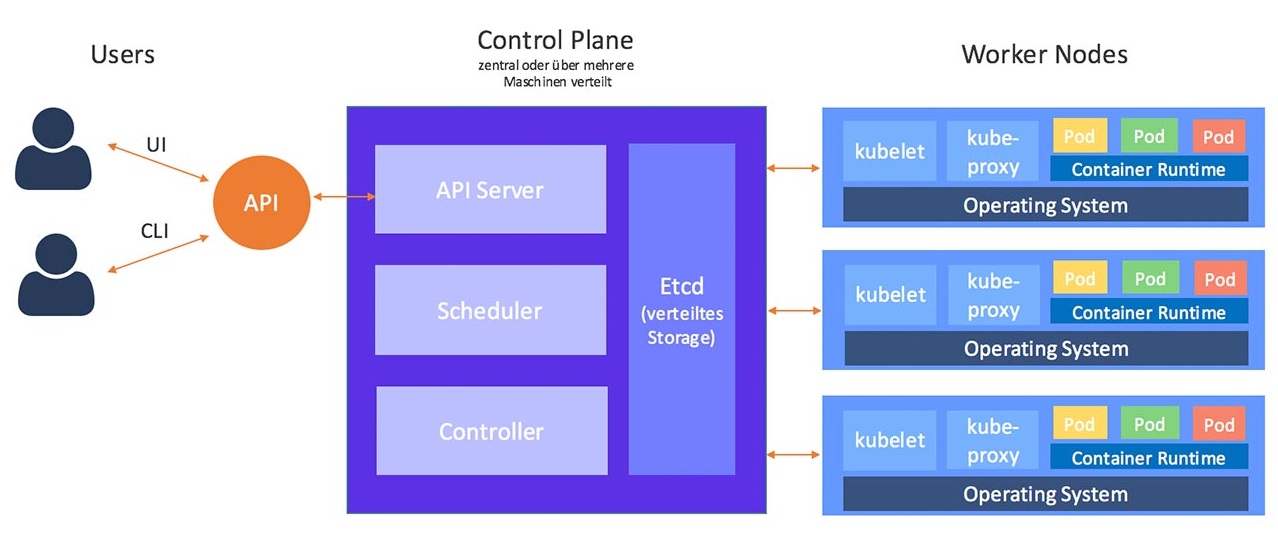 Users
UI
CLI
API
Control Plane
zentral oder über mehrere
Maschinen verteilt
API Server
Scheduler
Controller
Etcd
(verteiltes
Storage)
Worker Nodes
kubelet
kube-
proxy
Pod
Pod
Pod
Container Runtime
Operating System
kubelet
kube-
proxy
Pod
Pod
Pod
Container Runtime
Operating System
kubelet
kube-
proxy
Pod
Pod
Pod
Container Runtime
Operating System